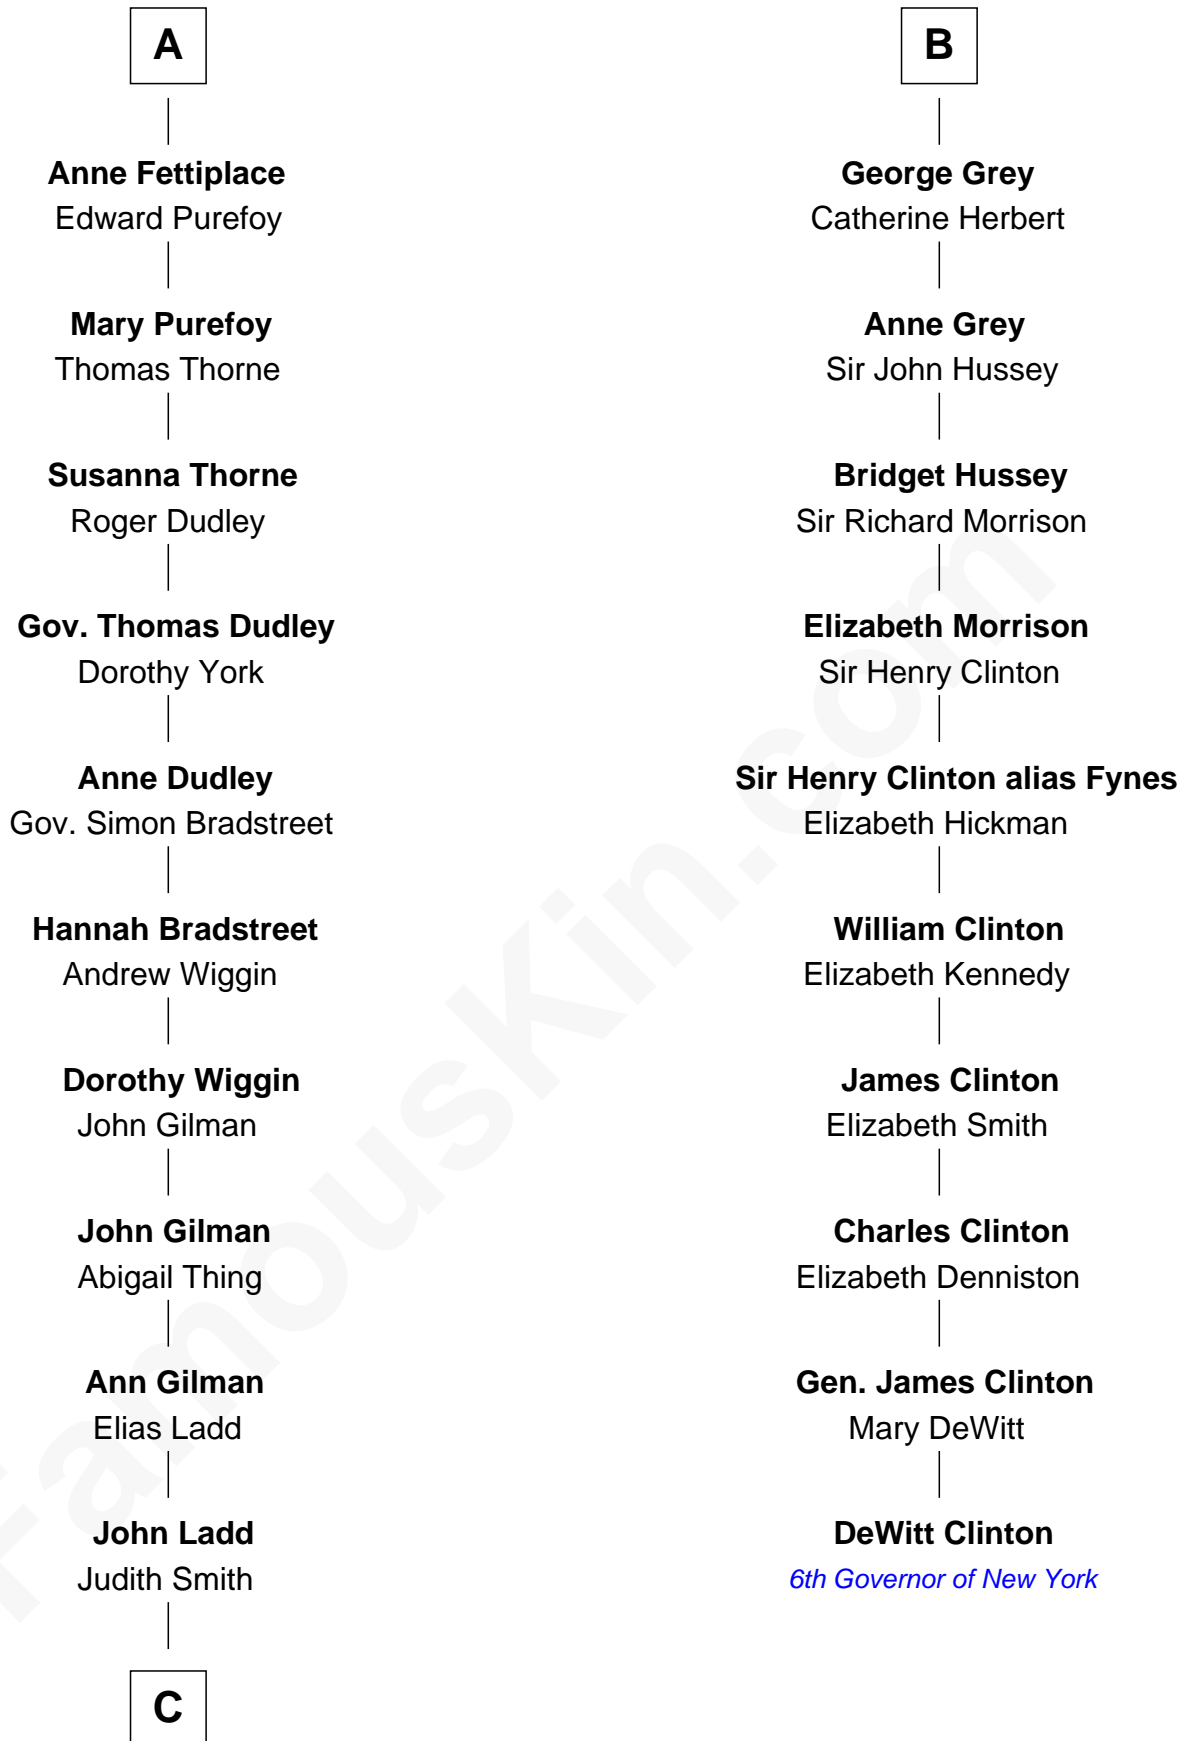 A
Anne Fettiplace
Edward Purefoy
Mary Purefoy
Thomas Thorne
Susanna Thorne
Roger Dudley
Gov. Thomas Dudley
Dorothy York
Anne Dudley
Gov. Simon Bradstreet
Hannah Bradstreet
Andrew Wiggin
Dorothy Wiggin
John Gilman
John Gilman
Abigail Thing
Ann Gilman
Elias Ladd
John Ladd
Judith Smith
C
B
George Grey
Catherine Herbert
Anne Grey
Sir John Hussey
Bridget Hussey
Sir Richard Morrison
Elizabeth Morrison
Sir Henry Clinton
Sir Henry Clinton alias Fynes
Elizabeth Hickman
William Clinton
Elizabeth Kennedy
James Clinton
Elizabeth Smith
Charles Clinton
Elizabeth Denniston
Gen. James Clinton
Mary DeWitt
DeWitt Clinton
6th Governor of New York
FamousKin.com